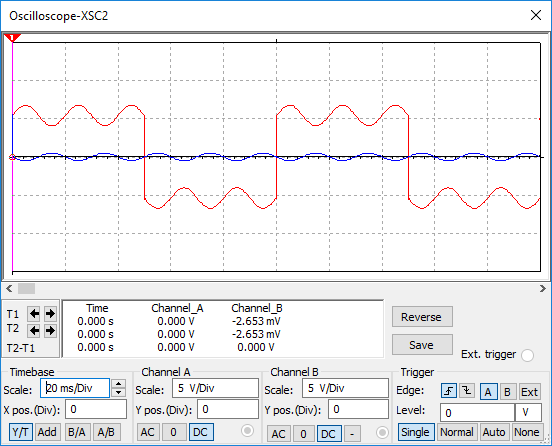 Oscilloscope-XSC2
1
Time Channel_A Channel_B
T1 0.000 s 0.000 V -2.653 mV
T2 0.000 s 0.000 V -2.653 mV
T2-T1 0.000 s 0.000 V 0.000 V
Reverse
Save
Ext. trigger
Timebase
Scale: 20 ms/Div
X pos.(Div): 0
Y/T Add B/A A/B
Channel A
Scale: 5 V/Div
Y pos.(Div): 0
AC 0 DC
Channel B
Scale: 5 V/Div
Y pos.(Div): 0
AC 0 DC -
Trigger
Edge: A B Ext
Level: 0 V
Single Normal Auto None